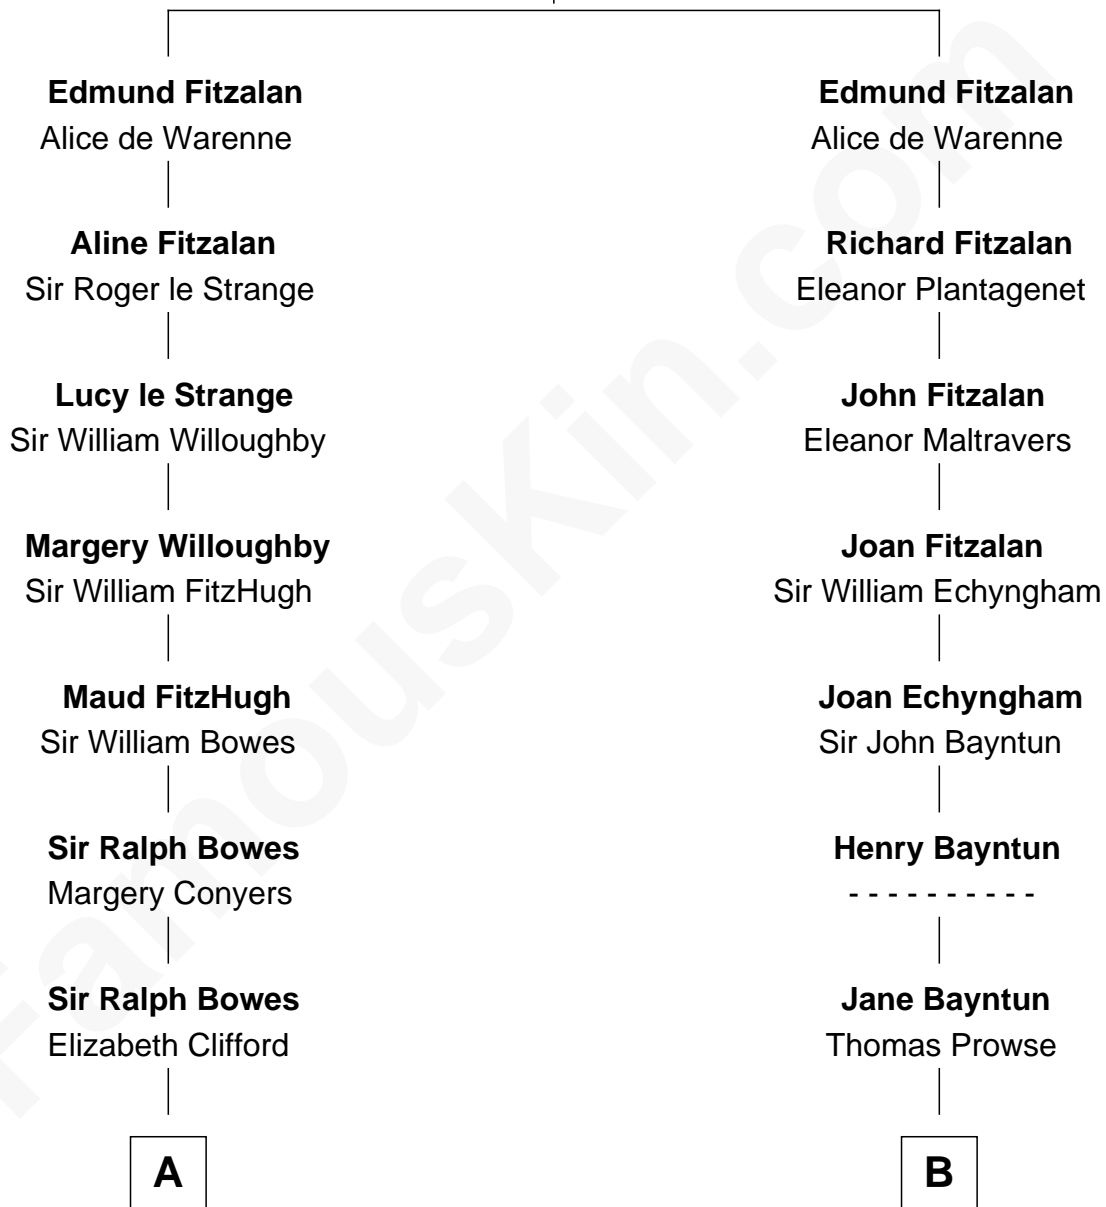 Edmund Fitzalan
Alice de Warenne
Aline Fitzalan
Sir Roger le Strange
Lucy le Strange
Sir William Willoughby
Margery Willoughby
Sir William FitzHugh
Maud FitzHugh
Sir William Bowes
Sir Ralph Bowes
Margery Conyers
Sir Ralph Bowes
Elizabeth Clifford
A
Edmund Fitzalan
Alice de Warenne
Richard Fitzalan
Eleanor Plantagenet
John Fitzalan
Eleanor Maltravers
Joan Fitzalan
Sir William Echyngham
Joan Echyngham
Sir John Bayntun
Henry Bayntun
- - - - - - - - - -
Jane Bayntun
Thomas Prowse
B
FamousKin.com